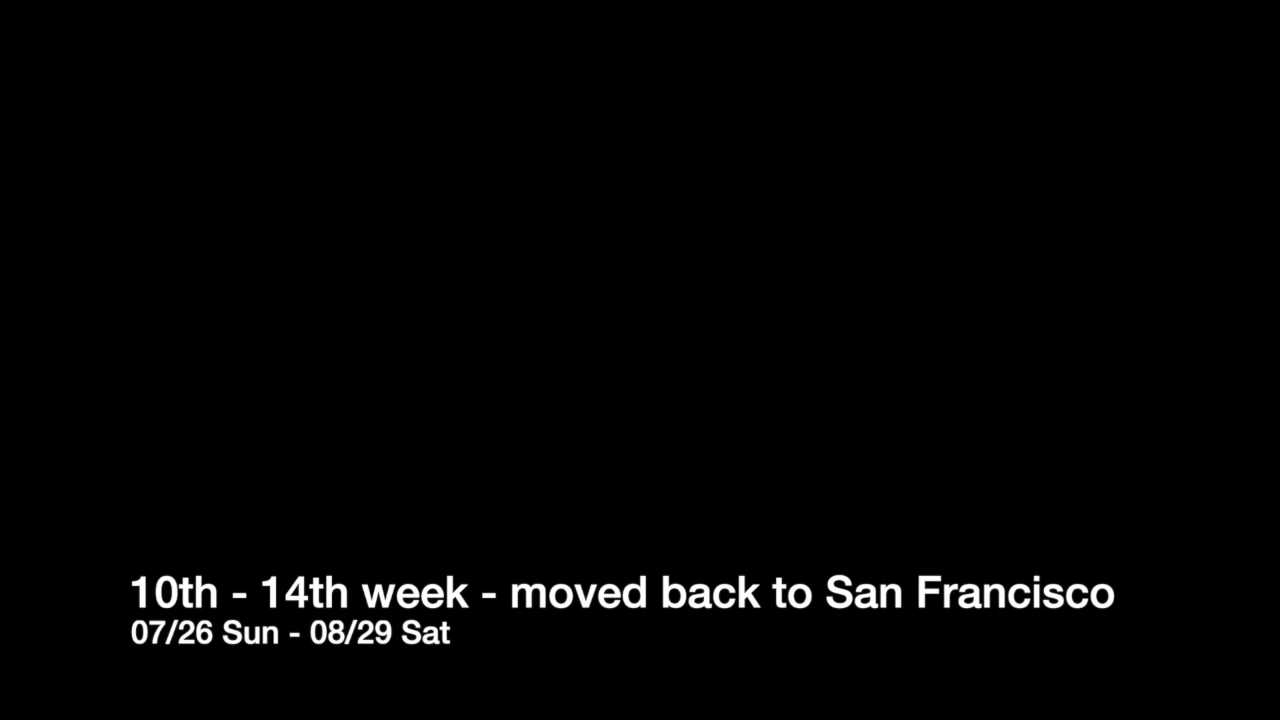 10th - 14th week - moved back to San Francisco
07/26 Sun - 08/29 Sat